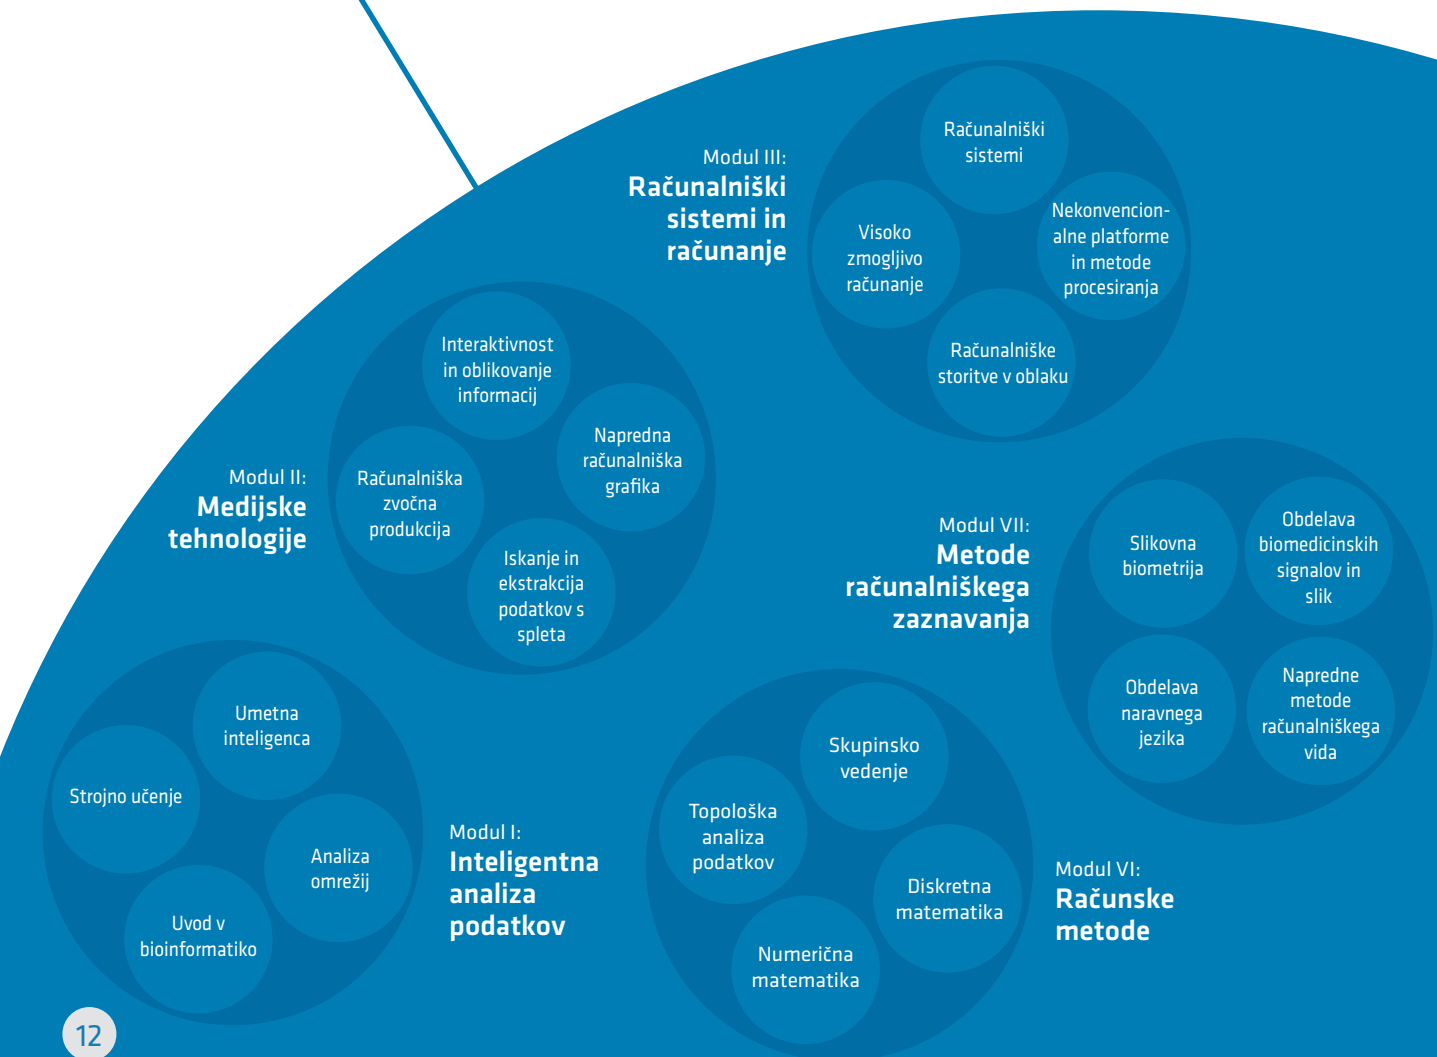 Modul III:
Računalniški
sistemi in
računanje
Računalniški
sistemi
Visoko
zmogljivo
računanje
Nekonvencion-
alne platforme
in metode
procesiranja
Računalniške
storitve v oblaku
Modul II:
Medijske
tehnologije
Interaktivnost
in oblikovanje
informacij
Napredna
računalniška
grafika
Računalniška
zvočna
produkcija
Iskanje in
ekstrakcija
podatkov s
spleta
Modul VII:
Metode
računalniškega
zaznavanja
Slikovna
biometrija
Obdelava
biomedicinskih
signalov in
slik
Obdelava
naravnega
jezika
Napredne
metode
računalniškega
vida
Umetna
inteligenca
Strojno učenje
Analiza
omrežij
Uvod v
bioinformatiko
Modul I:
Inteligentna
analiza
podatkov
Skupinsko
vedenje
Topološka
analiza
podatkov
Diskretna
matematika
Numerična
matematika
Modul VI:
Računske
metode
12